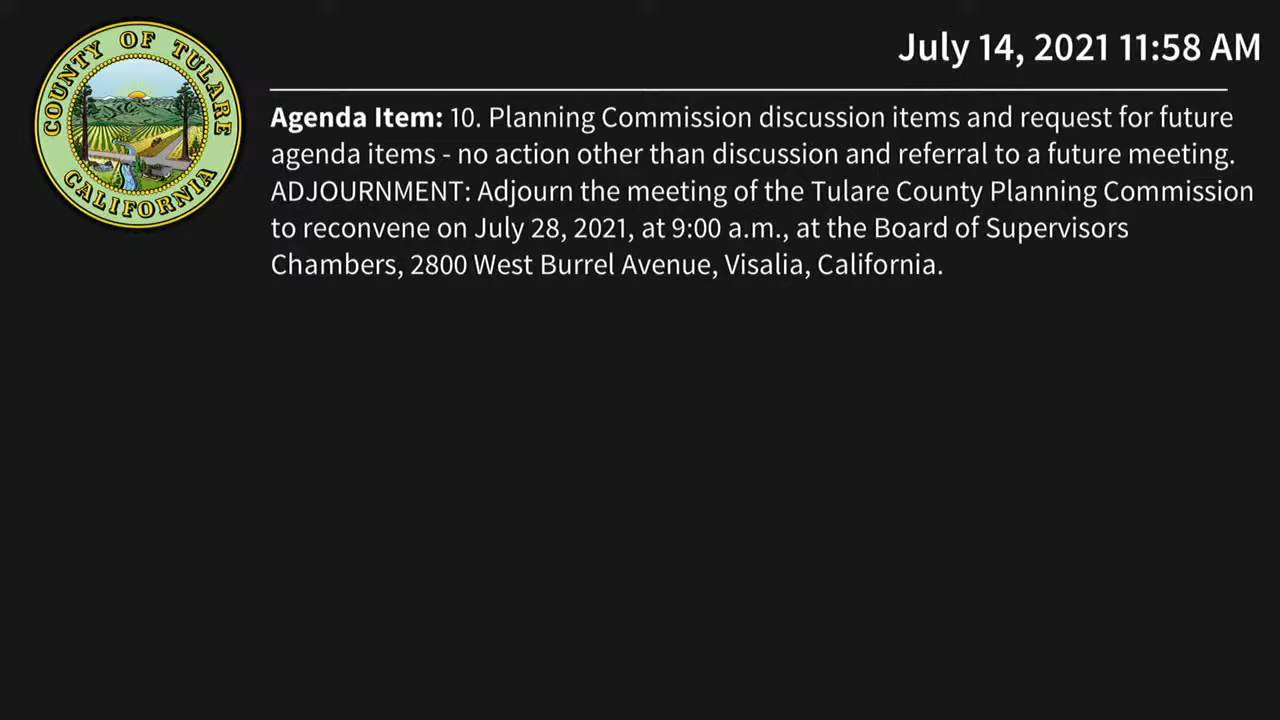 COUNTY OF TULARE
CALIFORNIA
July 14, 2021 11:58 AM
Agenda Item: 10. Planning Commission discussion items and request for future
agenda items - no action other than discussion and referral to a future meeting.
ADJOURNMENT: Adjourn the meeting of the Tulare County Planning Commission
to reconvene on July 28, 2021, at 9:00 a.m., at the Board of Supervisors
Chambers, 2800 West Burrel Avenue, Visalia, California.